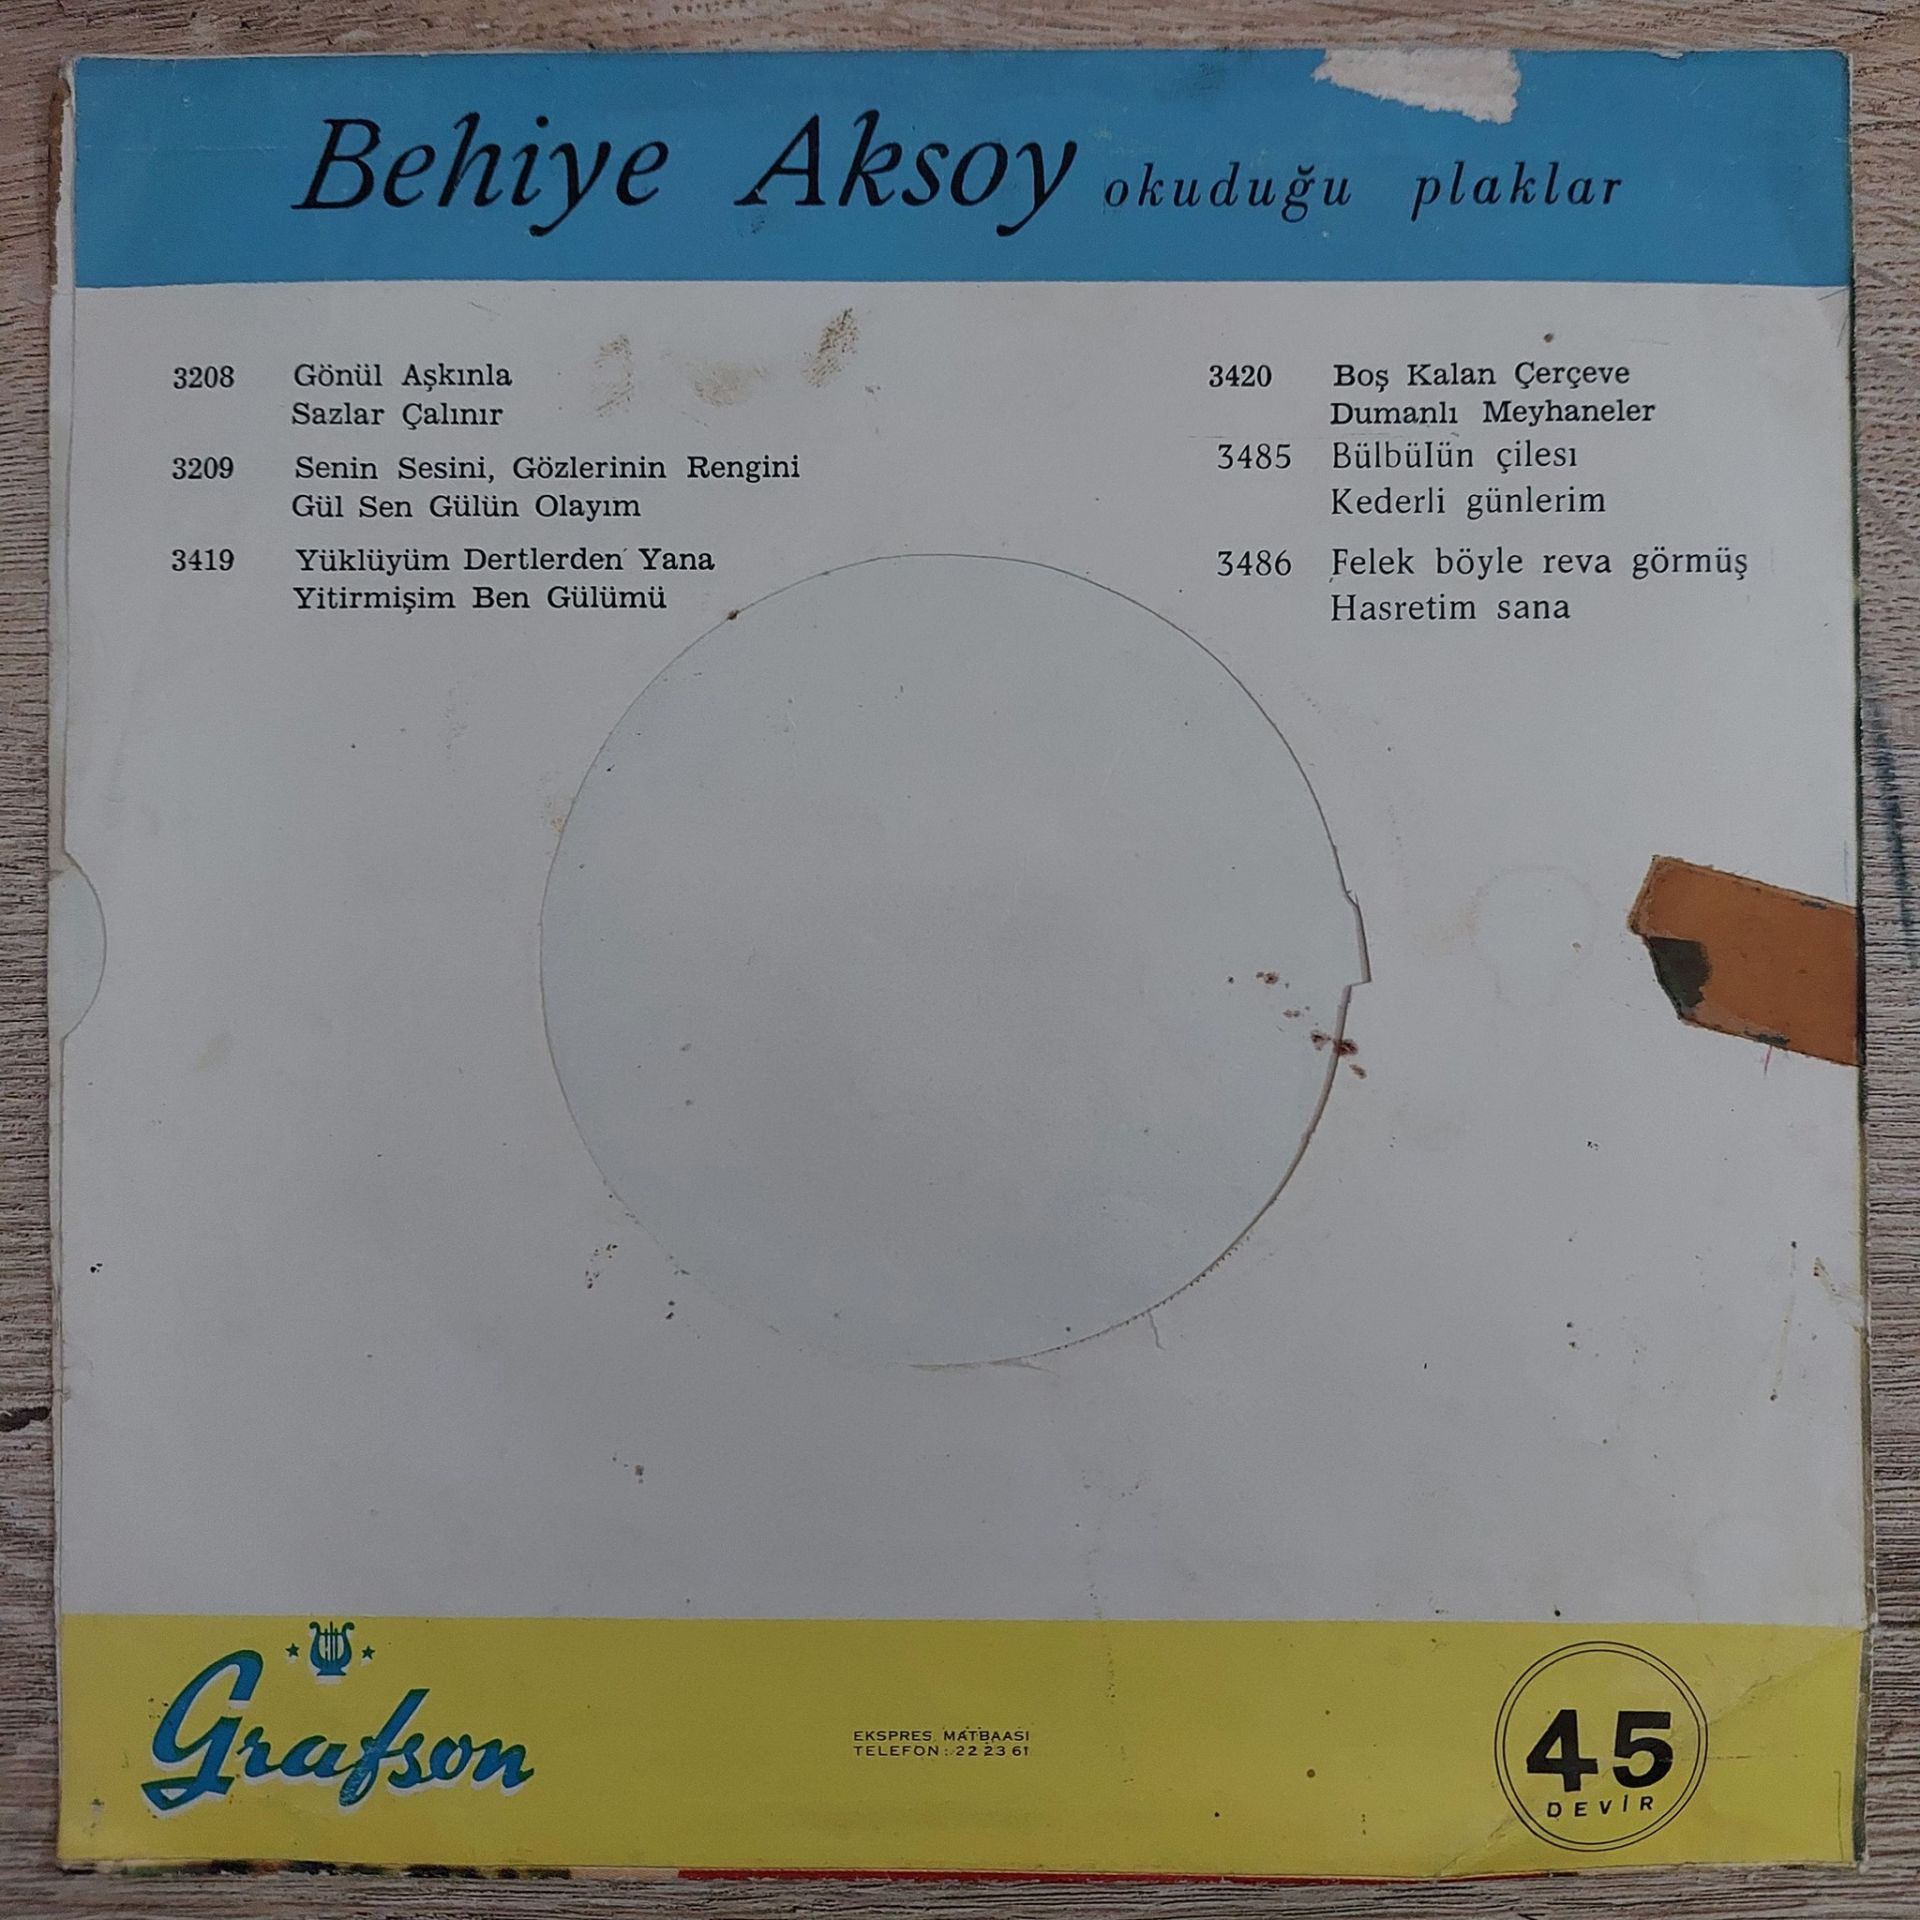 Behiye Aksoy okuduğu plaklar
3208 Gönül Aşkınla
Sazlar Çalınır
3209 Senin Sesini, Gözlerinin Rengini
Gül Sen Gülün Olayım
3419 Yüklüyüm Dertlerden Yana
Yitirmişim Ben Gülümü
3420 Boş Kalan Çerçeve
Dumanlı Meyhaneler
3485 Bülbülün çilesı
Kederli günlerim
3486 Felek böyle reva görmüş
Hasretim sana
Grafson
EKSPRES MATBAASI
TELEFON: 22 23 61
45
DEVİR